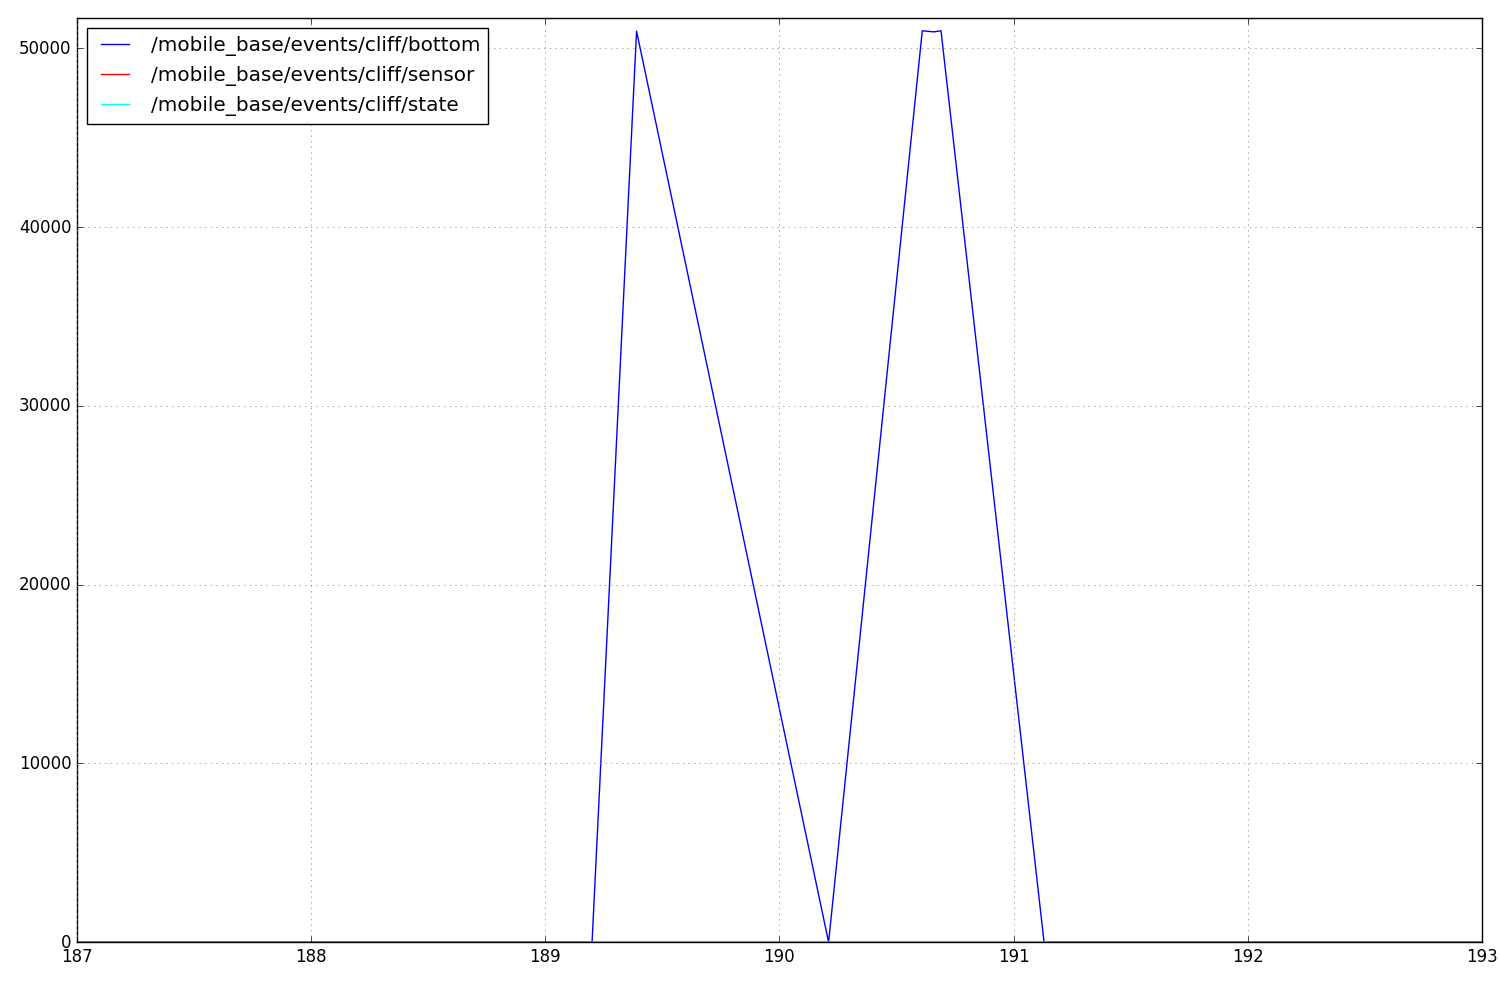 /mobile_base/events/cliff/bottom
/mobile_base/events/cliff/sensor
/mobile_base/events/cliff/state
50000
40000
30000
20000
10000
0
187 188 189 190 191 192 193